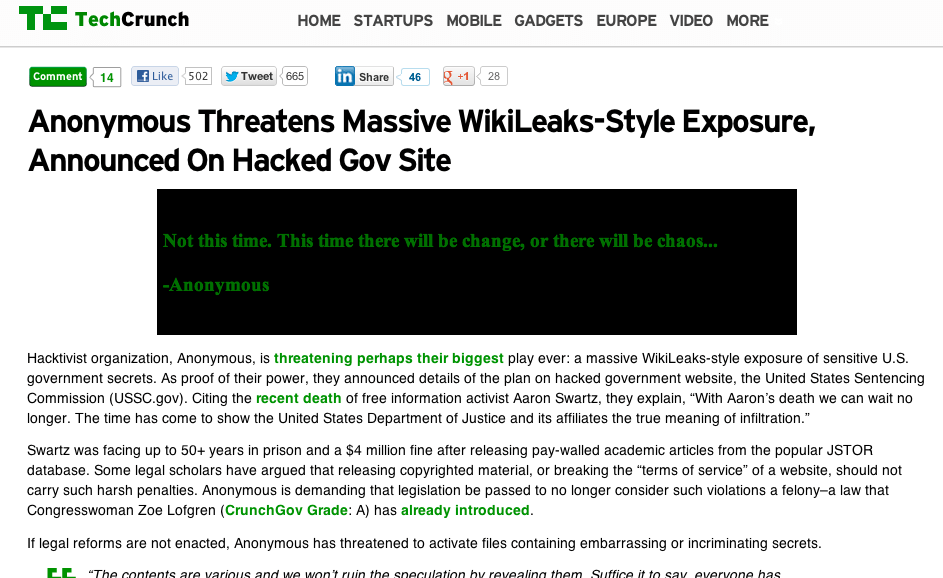 TechCrunch HOME STARTUPS MOBILE GADGETS EUROPE VIDEO MORE
Comment 14 Like 502 Tweet 665 in Share 46 +1 28
Anonymous Threatens Massive WikiLeaks-Style Exposure,
Announced On Hacked Gov Site
Not this time. This time there will be change, or there will be chaos...
-Anonymous
Hacktivist organization, Anonymous, is threatening perhaps their biggest play ever: a massive WikiLeaks-style exposure of sensitive U.S.
government secrets. As proof of their power, they announced details of the plan on hacked government website, the United States Sentencing
Commission (USSC.gov). Citing the recent death of free information activist Aaron Swartz, they explain, “With Aaron’s death we can wait no
longer. The time has come to show the United States Department of Justice and its affiliates the true meaning of infiltration.”
Swartz was facing up to 50+ years in prison and a $4 million fine after releasing pay-walled academic articles from the popular JSTOR
database. Some legal scholars have argued that releasing copyrighted material, or breaking the “terms of service” of a website, should not
carry such harsh penalties. Anonymous is demanding that legislation be passed to no longer consider such violations a felony–a law that
Congresswoman Zoe Lofgren (CrunchGov Grade: A) has already introduced.
If legal reforms are not enacted, Anonymous has threatened to activate files containing embarrassing or incriminating secrets.
“The contents are various and we won’t ruin the speculation by revealing them. Suffice it to say, everyone has